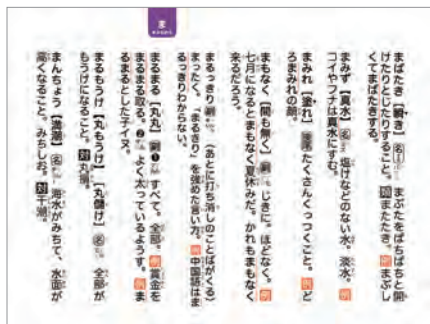 ま
まばたき【瞬き】名 まぶたをぱちぱちと開
けたりとじたりすること。類またたき。例まぶし
くてまばたきする。
まみず【真水】名 塩けなどのない水。淡水。例
コイやフナは真水にすむ。
まみれ【塗れ】 たくさんくっつくこと。例ど
ろまみれの顔。
まもなく【間も無く】副 じきに。ほどなく。例
七月になるとまもなく夏休みだ。かれもまもなく
来るだろう。
まるっきり副 (あとに打ち消しのことばがくる)
まったく。「まるきり」を強めた言い方。例中国語はま
るっきりわからない。
まるまる【丸丸】副❶すべて。全部。例賞金を
まるまる取る。❷よく太っているようす。例ま
るまるとした子イヌ。
まるもうけ【丸もうけ】〔丸儲け〕名 全部が
もうけになること。対丸損。
まんちょう【満潮】名 海水がみちて、水面が
高くなること。みちしお。対干潮。